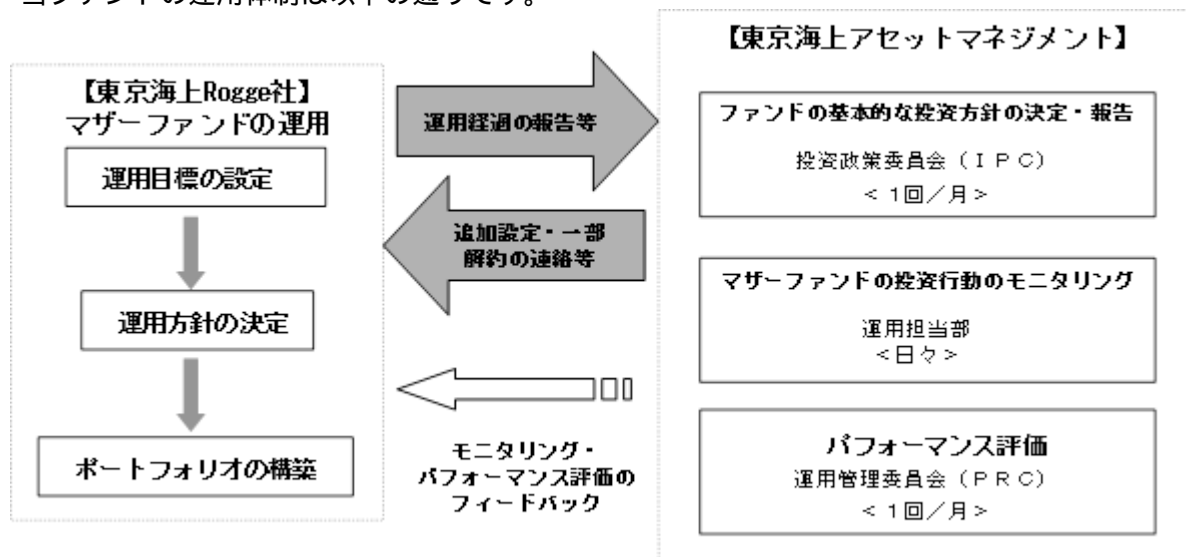 当ファンドの運用体制は以下の通りです。
【東京海上Rogge社】
マザーファンドの運用
運用目標の設定
運用方針の決定
ポートフォリオの構築
運用経過の報告等
追加設定・一部
解約の連絡等
モニタリング・
パフォーマンス評価の
フィードバック
【東京海上アセットマネジメント】
ファンドの基本的な投資方針の決定・報告
投資政策委員会（ＩＰＣ）
＜1回／月＞
マザーファンドの投資行動のモニタリング
運用担当部
＜日々＞
パフォーマンス評価
運用管理委員会（ＰＲＣ）
＜1回／月＞